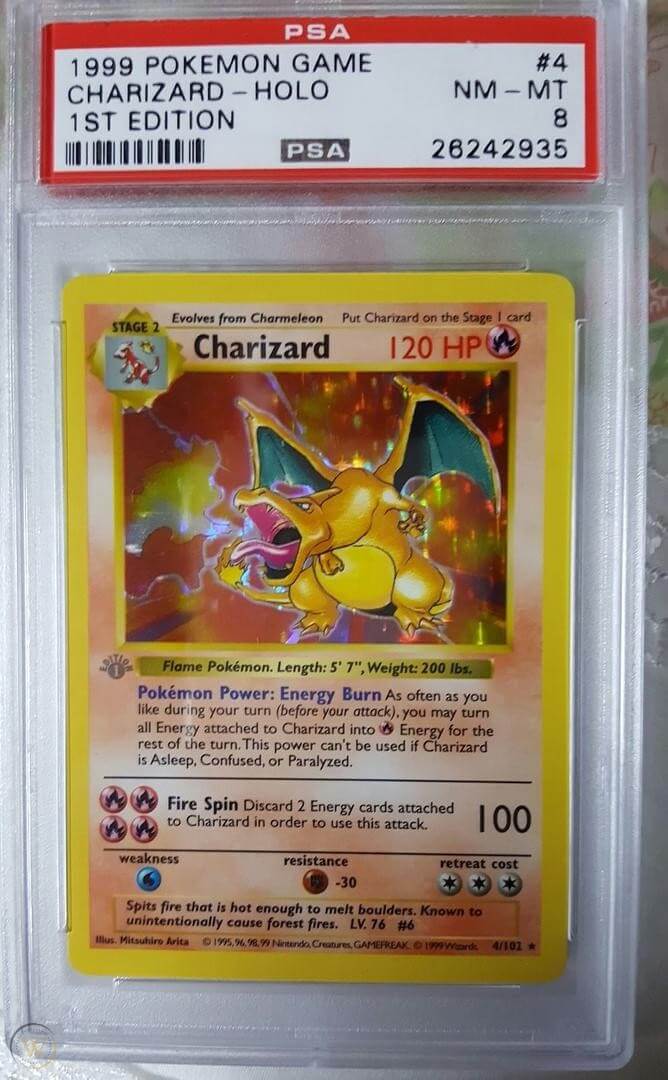 PSA
1999 POKEMON GAME #4
CHARIZARD - HOLO NM - MT
1ST EDITION 8
PSA 26242935
STAGE 2 Evolves from Charmeleon Put Charizard on the Stage 1 card
Charizard 120 HP
EDITION 1
Flame Pokémon. Length: 5' 7", Weight: 200 lbs.
Pokémon Power: Energy Burn As often as you
like during your turn (before your attack), you may turn
all Energy attached to Charizard into Energy for the
rest of the turn. This power can't be used if Charizard
is Asleep, Confused, or Paralyzed.
Fire Spin Discard 2 Energy cards attached 100
to Charizard in order to use this attack.
weakness resistance retreat cost
-30
Spits fire that is hot enough to melt boulders. Known to
unintentionally cause forest fires. LV. 76 #6
Illus. Mitsuhiro Arita © 1995, 96, 98, 99 Nintendo, Creatures, GAMEFREAK. © 1999 Wizards. 4/102 ★
W